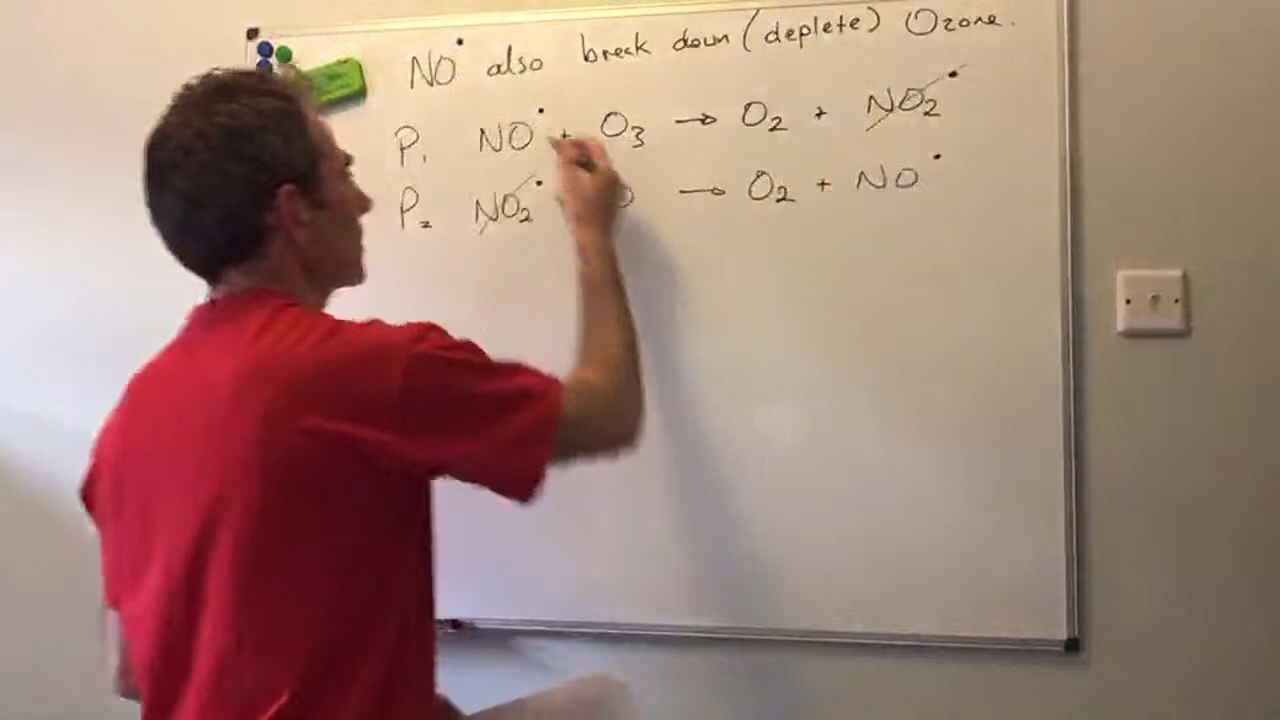 NO• also break down (deplete) Ozone.
P₁ NO• + O₃ → O₂ + NO₂•
P₂ NO₂• O → O₂ + NO•